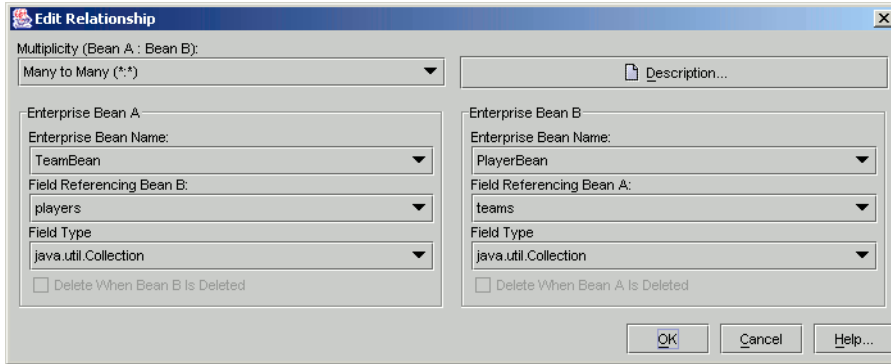 Edit Relationship
Multiplicity (Bean A : Bean B):
Many to Many (*:*)
Description...
Enterprise Bean A
Enterprise Bean Name:
TeamBean
Field Referencing Bean B:
players
Field Type
java.util.Collection
Delete When Bean B Is Deleted
Enterprise Bean B
Enterprise Bean Name:
PlayerBean
Field Referencing Bean A:
teams
Field Type
java.util.Collection
Delete When Bean A Is Deleted
OK
Cancel
Help...